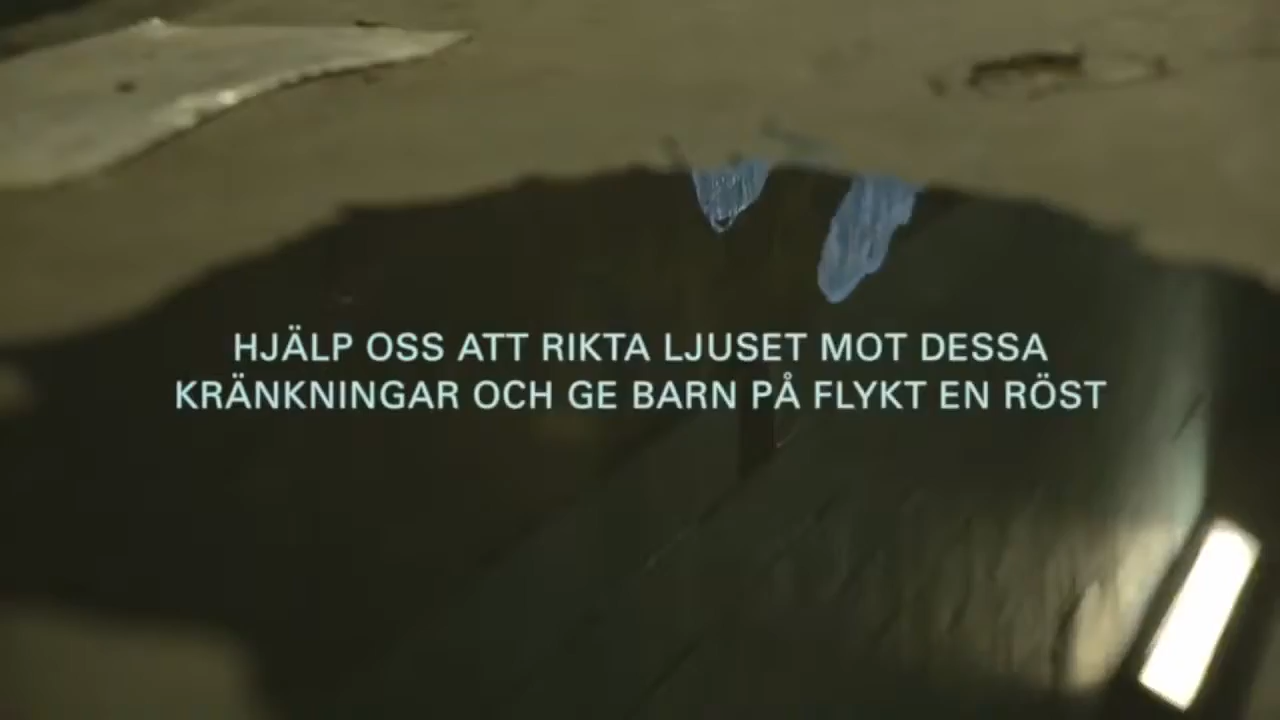 HJÄLP OSS ATT RIKTA LJUSET MOT DESSA
KRÄNKNINGAR OCH GE BARN PÅ FLYKT EN RÖST